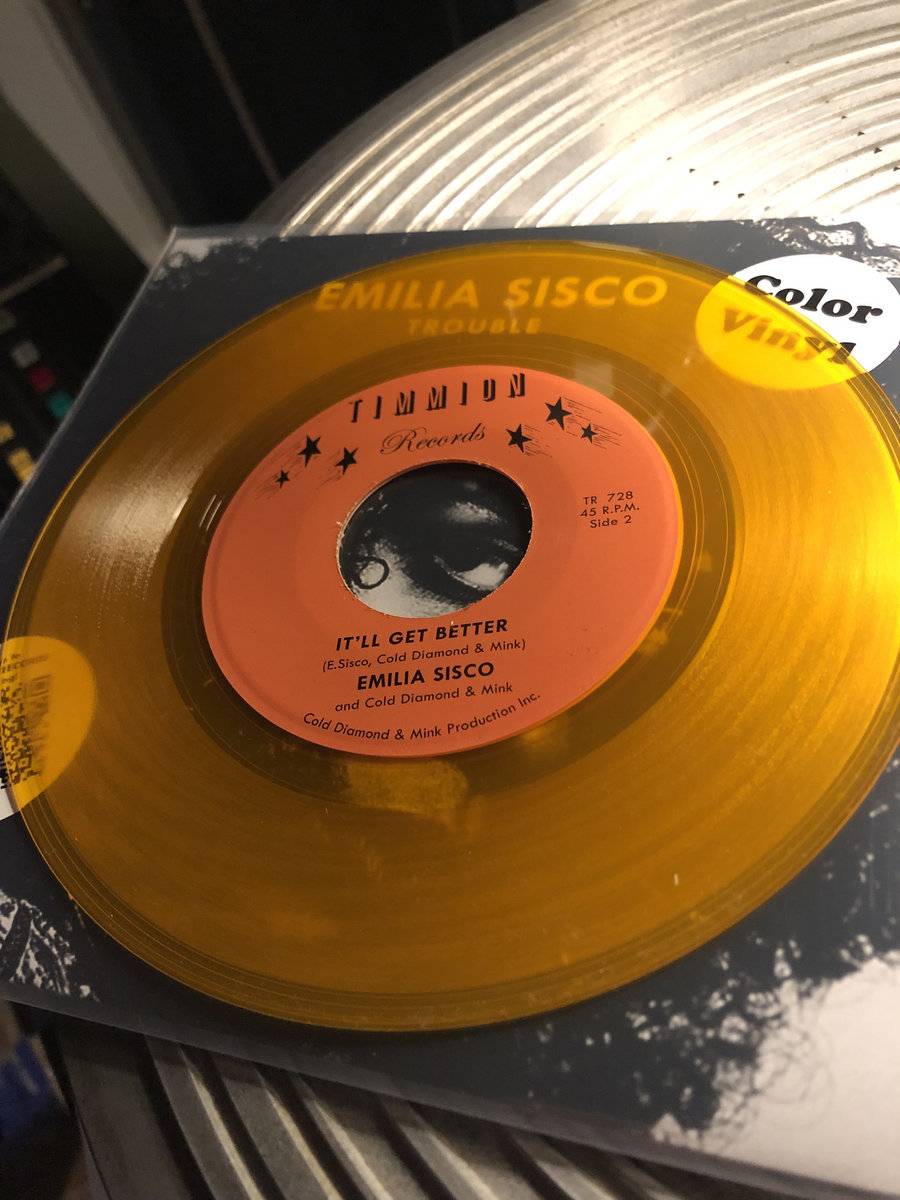 EMILIA SISCO
TROUBLE
Color
Vinyl
TIMMION
Records
TR 728
45 R.P.M.
Side 2
IT'LL GET BETTER
(E.Sisco, Cold Diamond & Mink)
EMILIA SISCO
and Cold Diamond & Mink
Cold Diamond & Mink Production Inc.
RECORDS